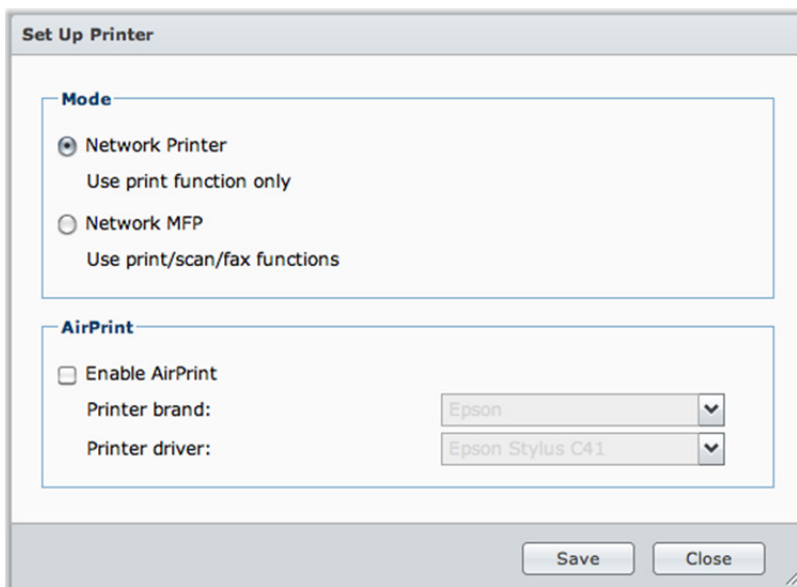 Set Up Printer
Mode
Network Printer
Use print function only
Network MFP
Use print/scan/fax functions
AirPrint
Enable AirPrint
Printer brand: Epson
Printer driver: Epson Stylus C41
Save Close